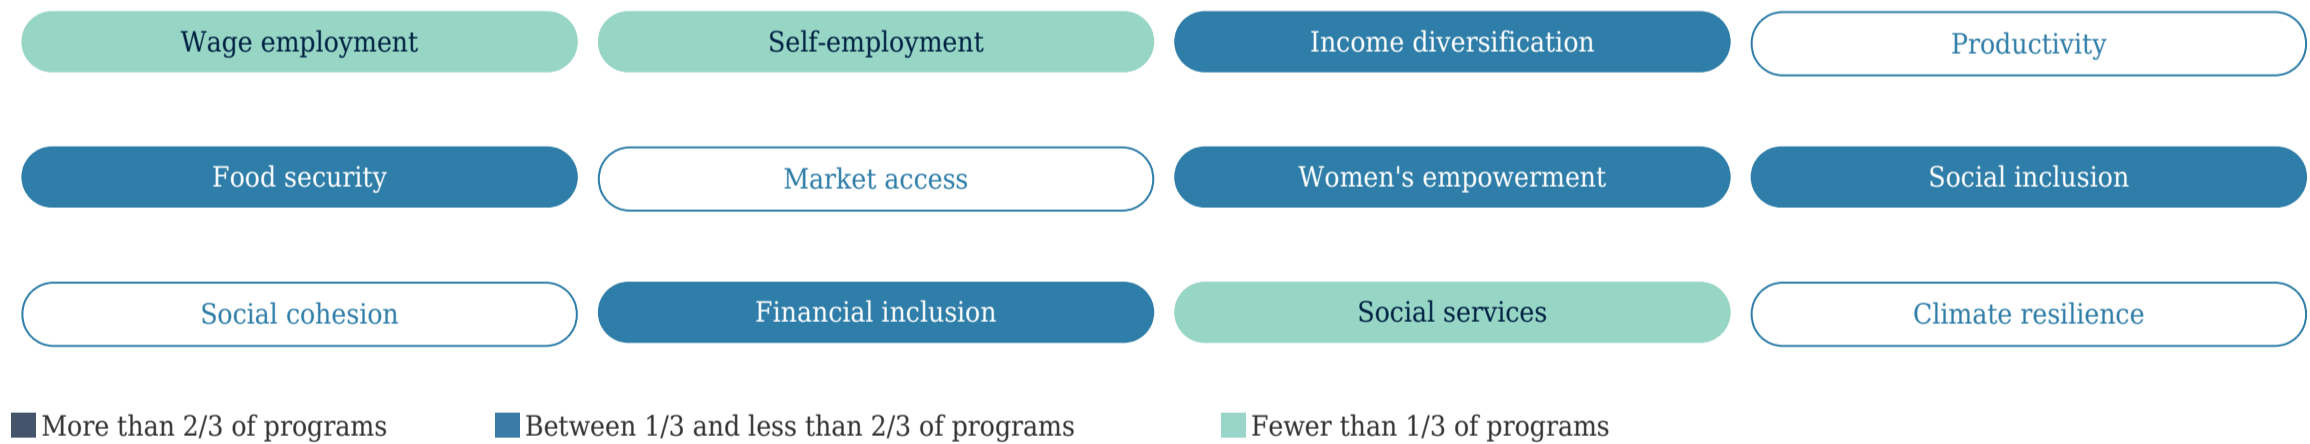 Wage employment
Self-employment
Income diversification
Productivity
Food security
Market access
Women's empowerment
Social inclusion
Social cohesion
Financial inclusion
Social services
Climate resilience
More than 2/3 of programs
Between 1/3 and less than 2/3 of programs
Fewer than 1/3 of programs